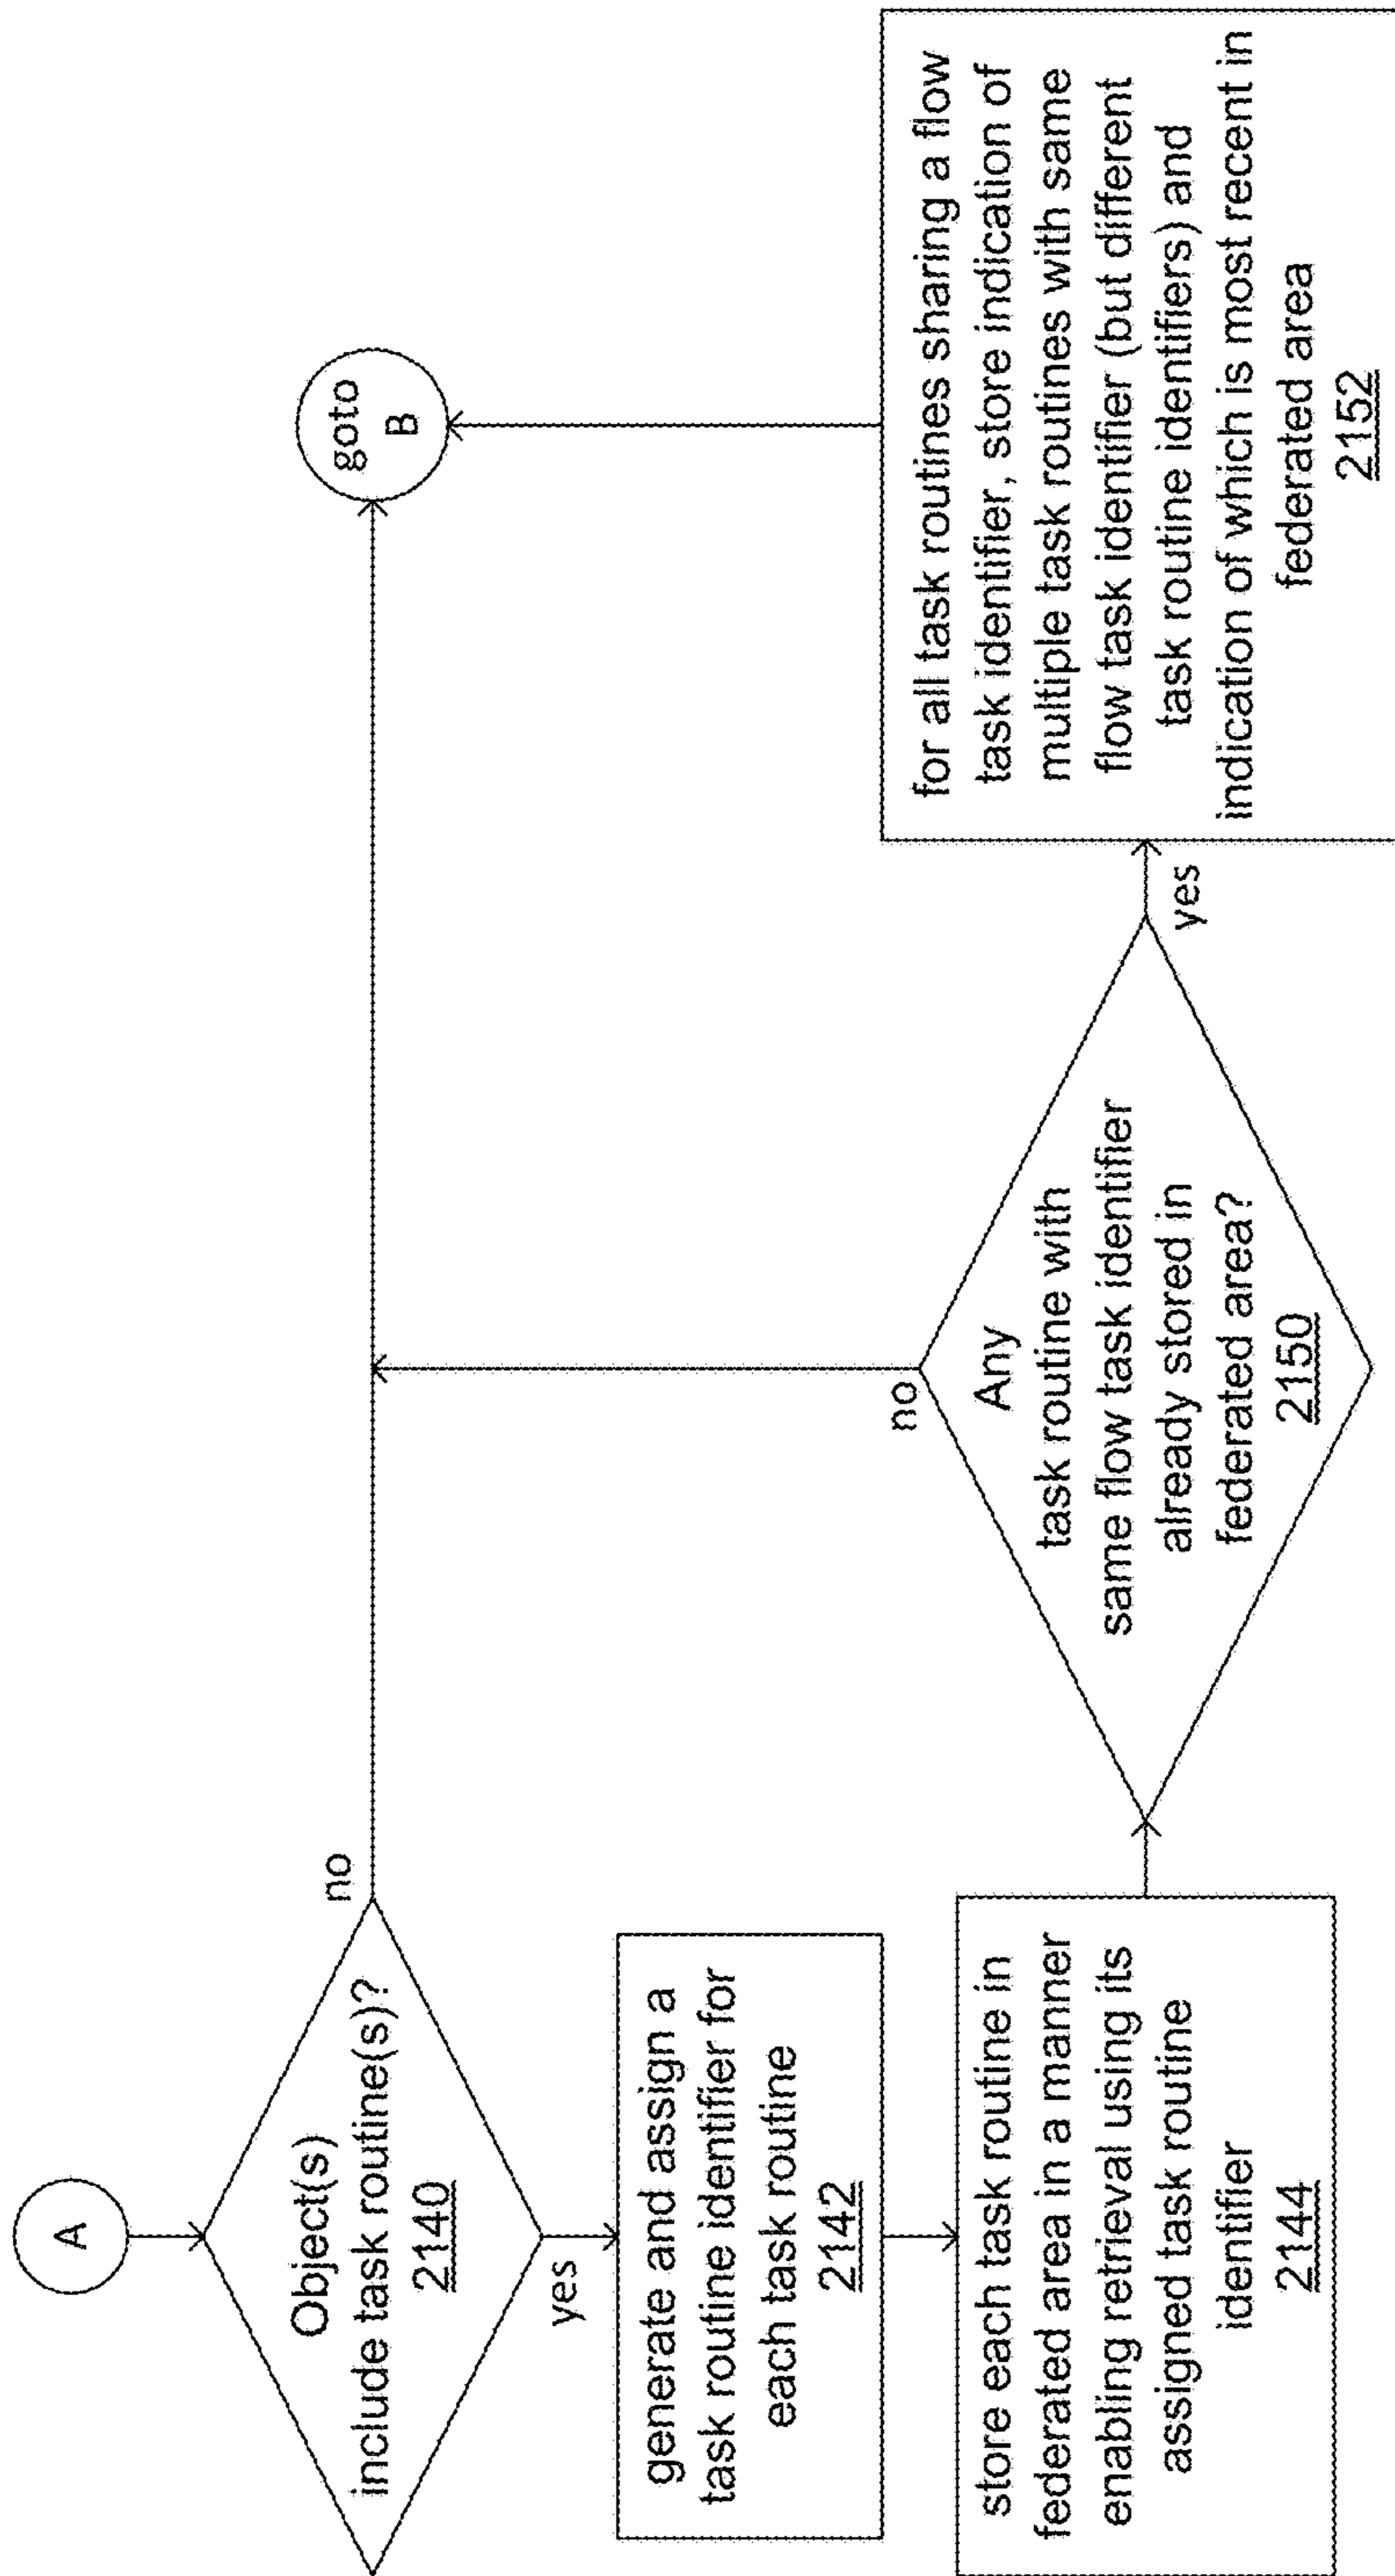 A
Object(s)
include task routine(s)?
2140
no
yes
generate and assign a
task routine identifier for
each task routine
2142
store each task routine in
federated area in a manner
enabling retrieval using its
assigned task routine
identifier
2144
Any
task routine with
same flow task identifier
already stored in
federated area?
2150
no
yes
for all task routines sharing a flow
task identifier, store indication of
multiple task routines with same
flow task identifier (but different
task routine identifiers) and
indication of which is most recent in
federated area
2152
goto
B